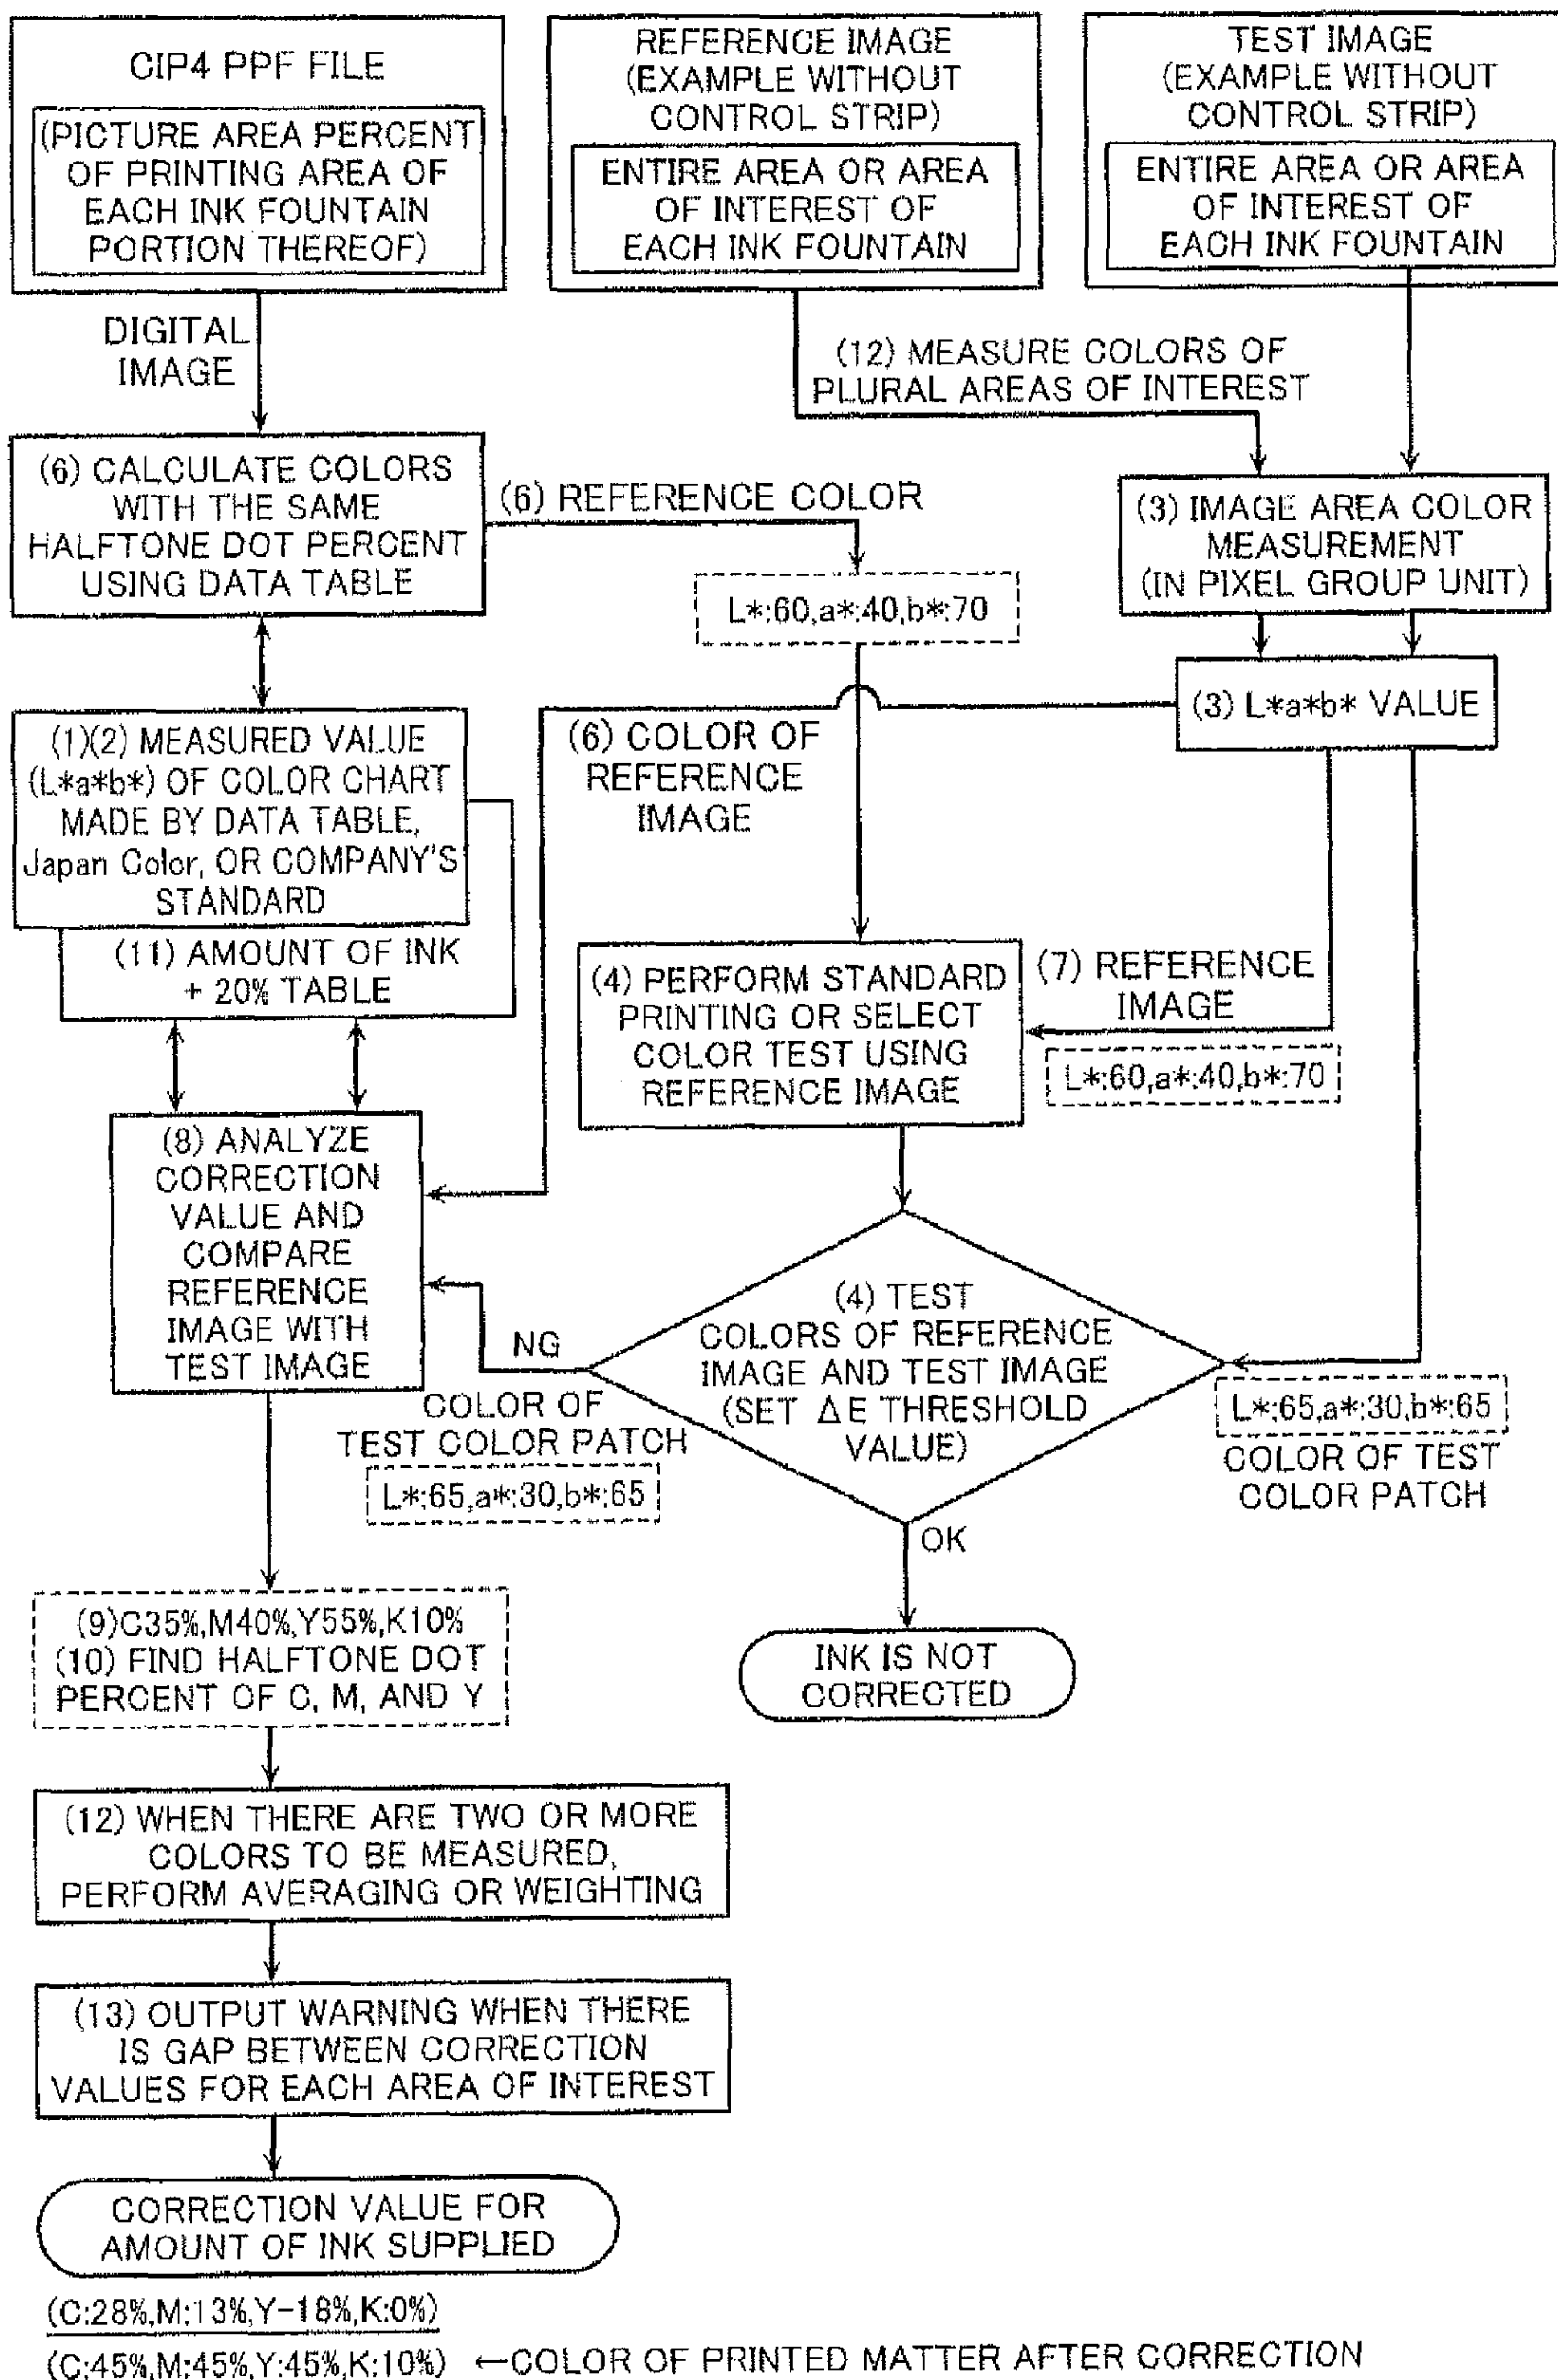 CIP4 PPF FILE
(PICTURE AREA PERCENT
OF PRINTING AREA OF
EACH INK FOUNTAIN
PORTION THEREOF)
REFERENCE IMAGE
(EXAMPLE WITHOUT
CONTROL STRIP)
ENTIRE AREA OR AREA
OF INTEREST OF
EACH INK FOUNTAIN
TEST IMAGE
(EXAMPLE WITHOUT
CONTROL STRIP)
ENTIRE AREA OR AREA
OF INTEREST OF
EACH INK FOUNTAIN
DIGITAL
IMAGE
(12) MEASURE COLORS OF
PLURAL AREAS OF INTEREST
(6) CALCULATE COLORS
WITH THE SAME
HALFTONE DOT PERCENT
USING DATA TABLE
(6) REFERENCE COLOR
L*:60,a*:40,b*:70
(3) IMAGE AREA COLOR
MEASUREMENT
(IN PIXEL GROUP UNIT)
(3) L*a*b* VALUE
(1)(2) MEASURED VALUE
(L*a*b*) OF COLOR CHART
MADE BY DATA TABLE,
Japan Color, OR COMPANY'S
STANDARD
(11) AMOUNT OF INK
+ 20% TABLE
(6) COLOR OF
REFERENCE
IMAGE
(4) PERFORM STANDARD
PRINTING OR SELECT
COLOR TEST USING
REFERENCE IMAGE
(7) REFERENCE
IMAGE
L*:60,a*:40,b*:70
(8) ANALYZE
CORRECTION
VALUE AND
COMPARE
REFERENCE
IMAGE WITH
TEST IMAGE
NG
COLOR OF
TEST COLOR PATCH
L*:65,a*:30,b*:65
(4) TEST
COLORS OF REFERENCE
IMAGE AND TEST IMAGE
(SET ΔE THRESHOLD
VALUE)
L*:65,a*:30,b*:65
COLOR OF TEST
COLOR PATCH
OK
INK IS NOT
CORRECTED
(9)C35%,M40%,Y55%,K10%
(10) FIND HALFTONE DOT
PERCENT OF C, M, AND Y
(12) WHEN THERE ARE TWO OR MORE
COLORS TO BE MEASURED,
PERFORM AVERAGING OR WEIGHTING
(13) OUTPUT WARNING WHEN THERE
IS GAP BETWEEN CORRECTION
VALUES FOR EACH AREA OF INTEREST
CORRECTION VALUE FOR
AMOUNT OF INK SUPPLIED
(C:28%,M:13%,Y-18%,K:0%)
(C:45%,M:45%,Y:45%,K:10%) ←COLOR OF PRINTED MATTER AFTER CORRECTION